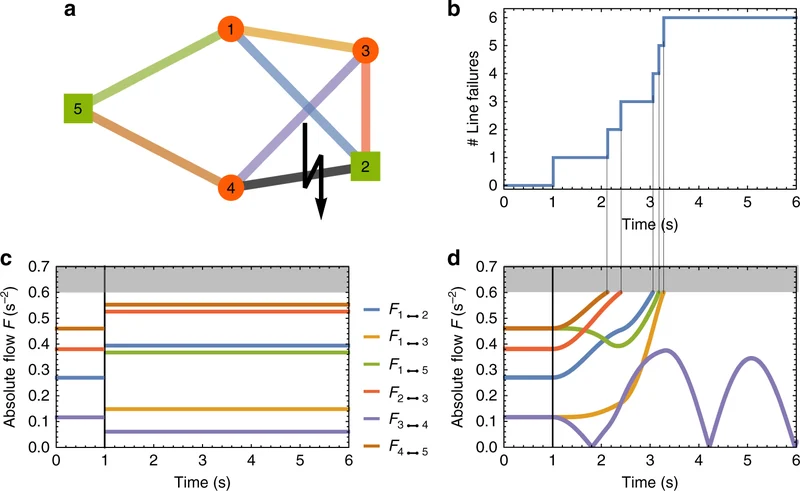 a
1
3
5
2
4
b
# Line failures
6
5
4
3
2
1
0
0 1 2 3 4 5 6
Time (s)
c
Absolute flow F (s⁻²)
0.7
0.6
0.5
0.4
0.3
0.2
0.1
0.0
0 1 2 3 4 5 6
Time (s)
F1↔2
F1↔3
F1↔5
F2↔3
F3↔4
F4↔5
d
Absolute flow F (s⁻²)
0.7
0.6
0.5
0.4
0.3
0.2
0.1
0.0
0 1 2 3 4 5 6
Time (s)